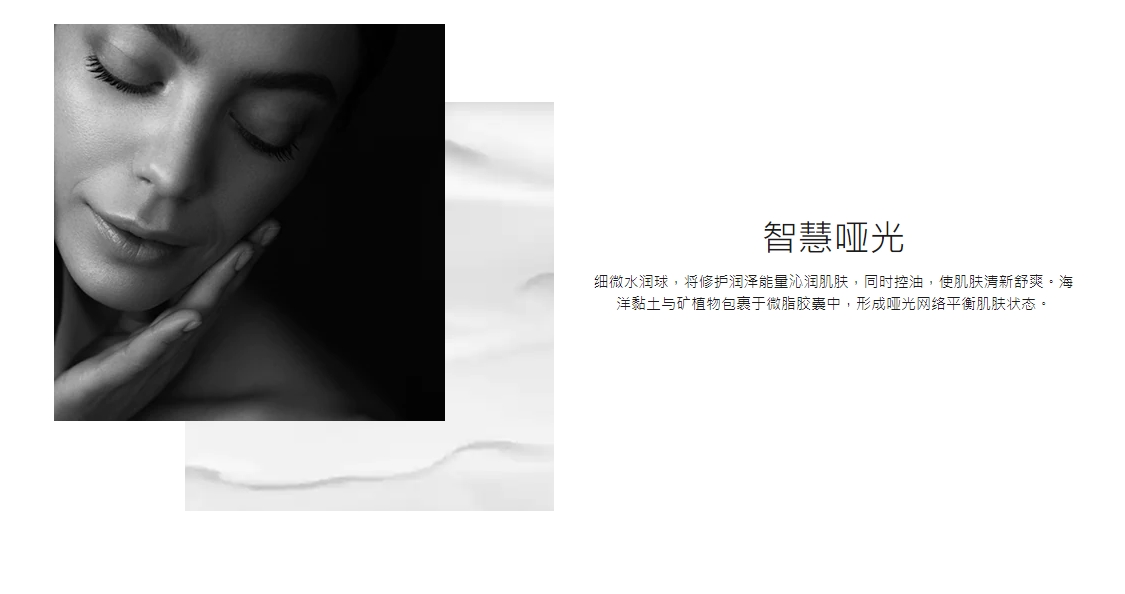 智慧哑光
细微水润球，将修护润泽能量沁润肌肤，同时控油，使肌肤清新舒爽。海
洋黏土与矿植物包裹于微脂胶囊中，形成哑光网络平衡肌肤状态。